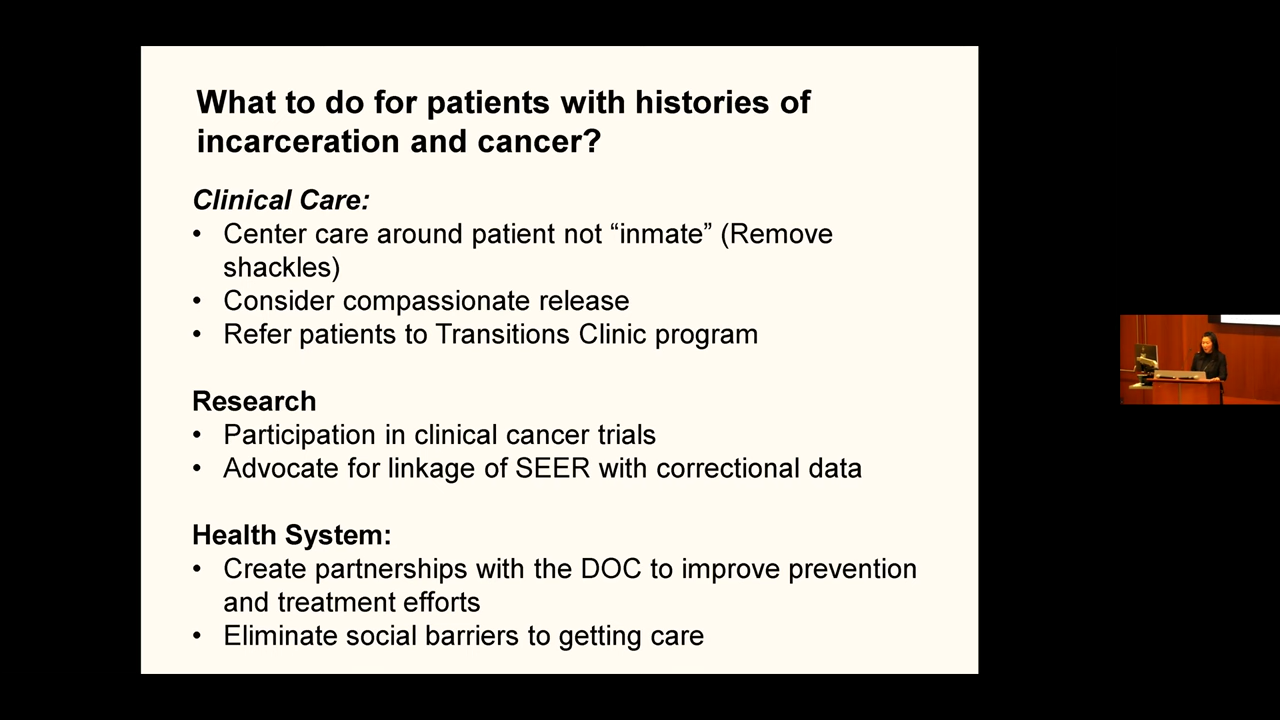 What to do for patients with histories of
incarceration and cancer?
Clinical Care:
• Center care around patient not “inmate” (Remove
shackles)
• Consider compassionate release
• Refer patients to Transitions Clinic program
Research
• Participation in clinical cancer trials
• Advocate for linkage of SEER with correctional data
Health System:
• Create partnerships with the DOC to improve prevention
and treatment efforts
• Eliminate social barriers to getting care